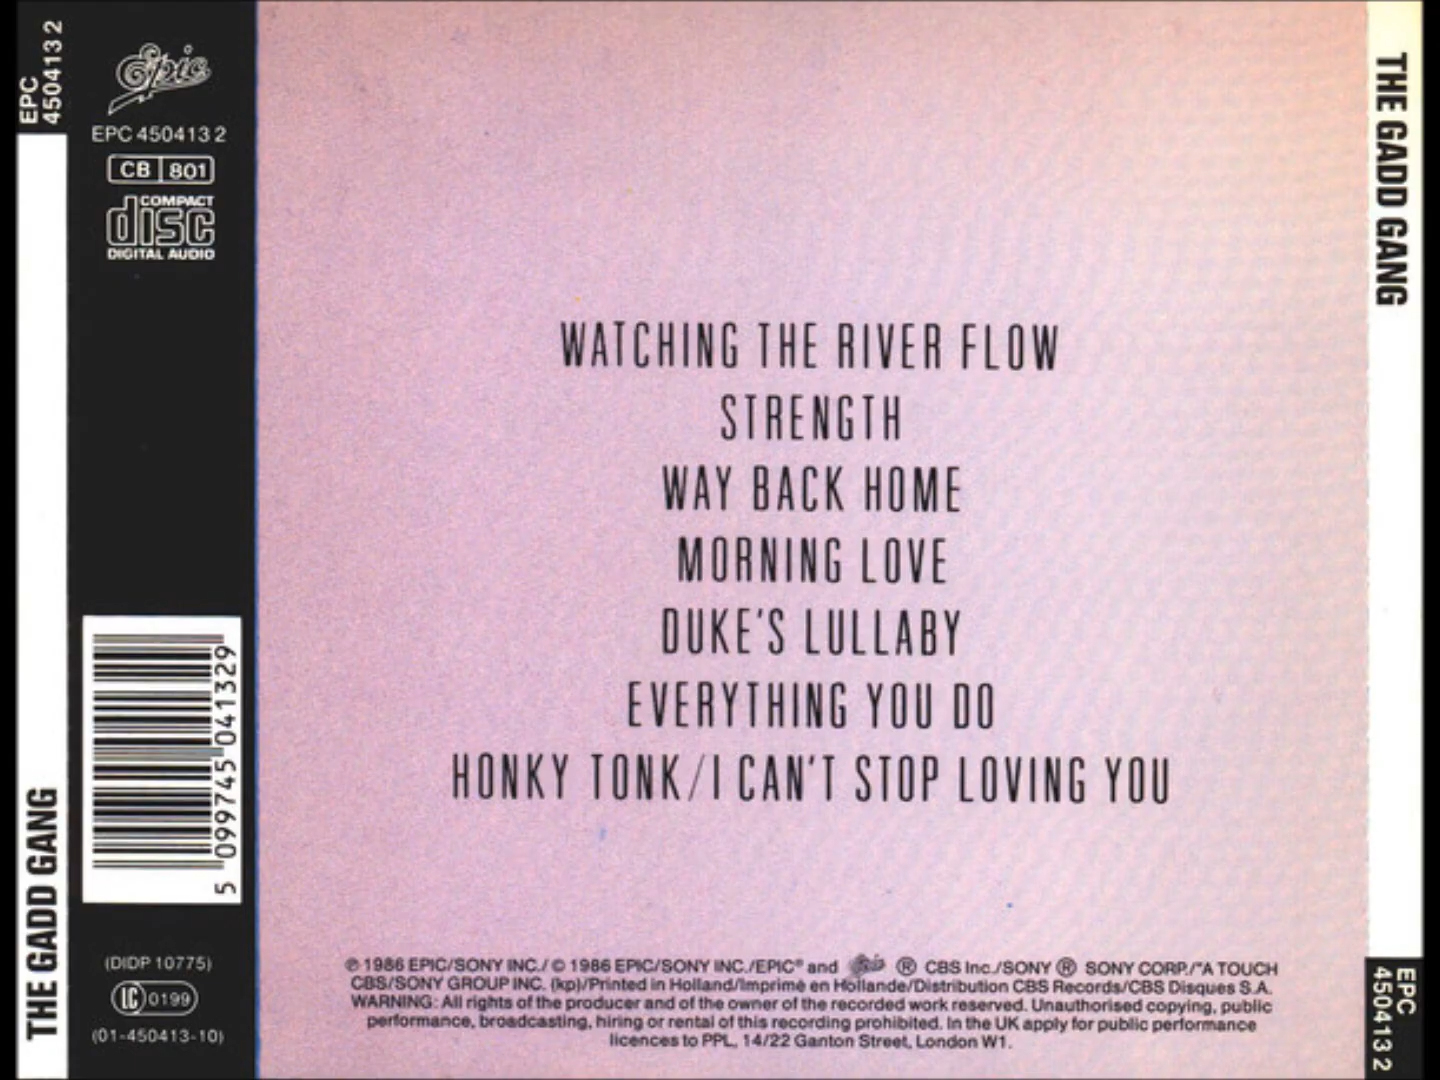 EPC
450413 2
THE GADD GANG
Epic
EPC 450413 2
CB 801
COMPACT
disc
DIGITAL AUDIO
5 099745 041329
(DIDP 10775)
LC 0199
(01-450413-10)
WATCHING THE RIVER FLOW
STRENGTH
WAY BACK HOME
MORNING LOVE
DUKE'S LULLABY
EVERYTHING YOU DO
HONKY TONK/I CAN'T STOP LOVING YOU
℗ 1986 EPIC/SONY INC./ © 1986 EPIC/SONY INC./EPIC® and Epic ® CBS Inc./SONY ® SONY CORP./"A TOUCH
CBS/SONY GROUP INC. (kp)/Printed in Holland/Imprimé en Hollande/Distribution CBS Records/CBS Disques S.A.
WARNING: All rights of the producer and of the owner of the recorded work reserved. Unauthorised copying, public
performance, broadcasting, hiring or rental of this recording prohibited. In the UK apply for public performance
licences to PPL, 14/22 Ganton Street, London W1.
THE GADD GANG
EPC
450413 2